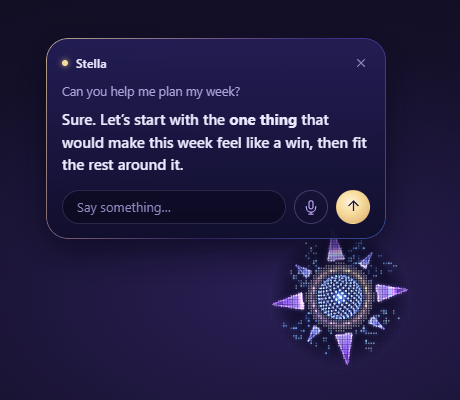 Stella
Can you help me plan my week?
Sure. Let’s start with the one thing that
would make this week feel like a win, then fit
the rest around it.
Say something...